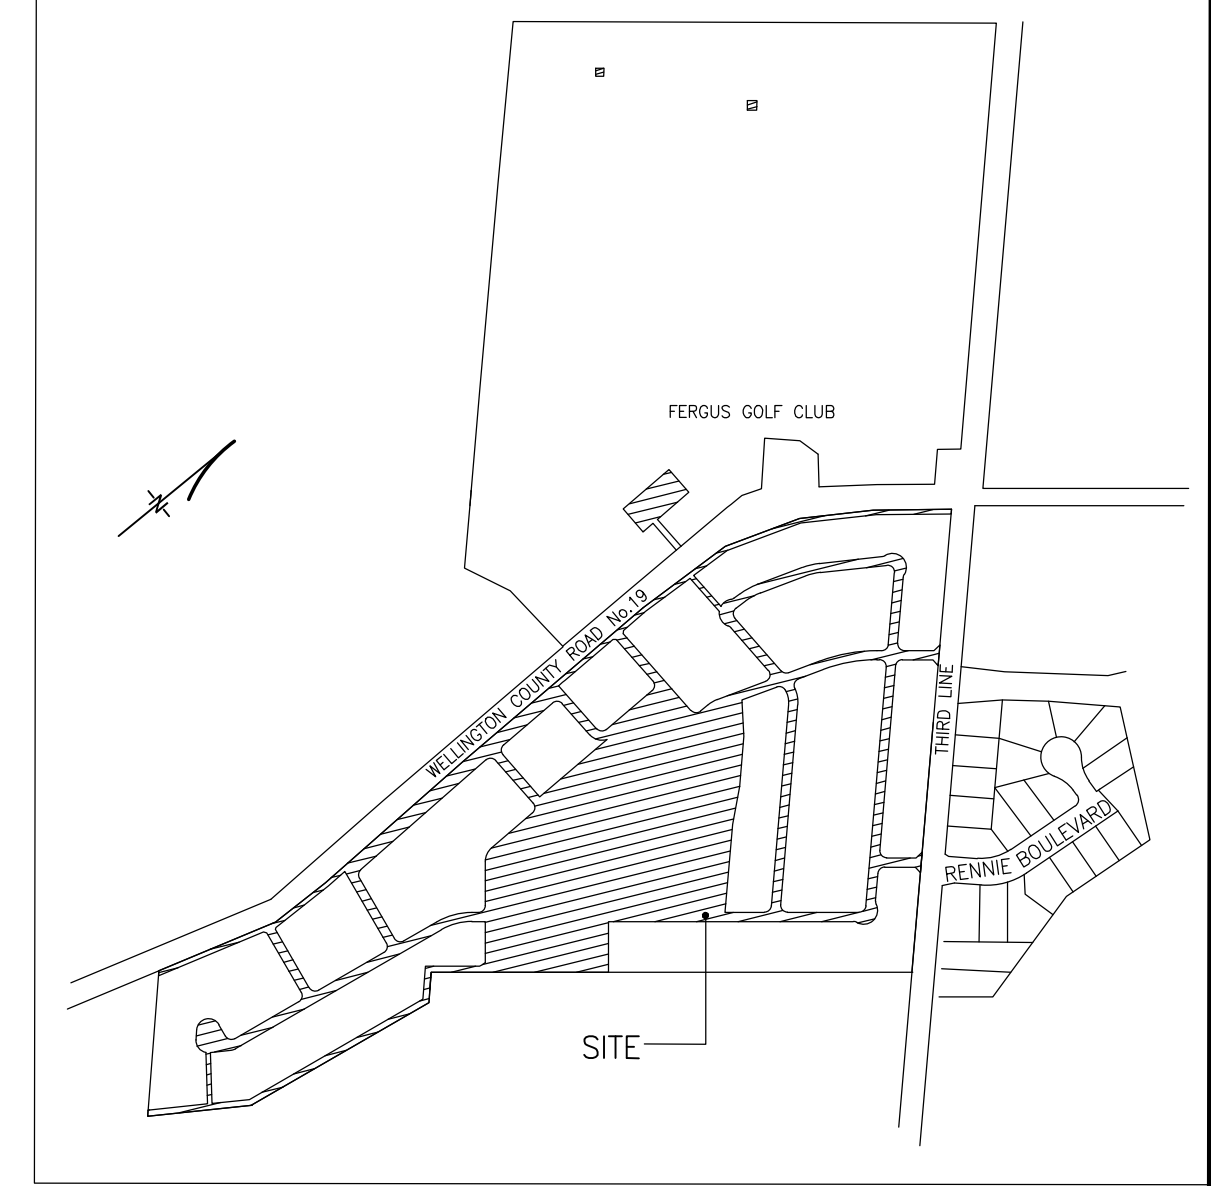 FERGUS GOLF CLUB
N
WELLINGTON COUNTY ROAD No.19
THIRD LINE
RENNIE BOULEVARD
SITE